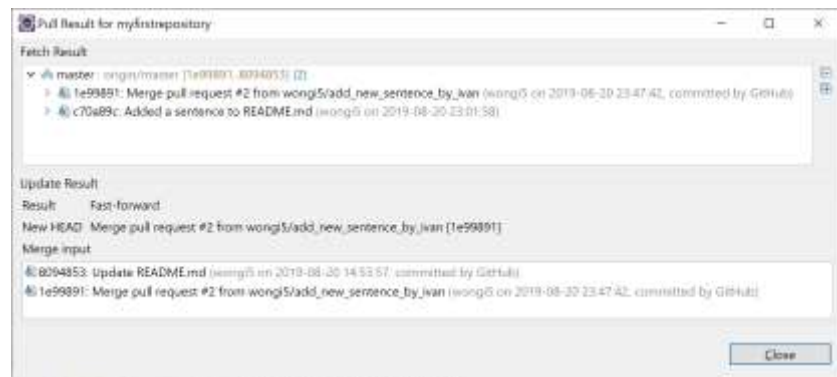 Pull Result for myfirstrepository
Fetch Result
master: origin/master [1e99891..8094853] (2)
1e99891: Merge pull request #2 from wongi5/add_new_sentence_by_ivan (wongi5 on 2019-08-20 23:47:42, committed by GitHub)
c70a89c: Added a sentence to README.md (wongi5 on 2019-08-20 23:01:58)
Update Result
Result Fast-forward
New HEAD Merge pull request #2 from wongi5/add_new_sentence_by_ivan [1e99891]
Merge input
8094853: Update README.md (wongi5 on 2019-08-20 14:53:57, committed by GitHub)
1e99891: Merge pull request #2 from wongi5/add_new_sentence_by_ivan (wongi5 on 2019-08-20 23:47:42, committed by GitHub)
Close